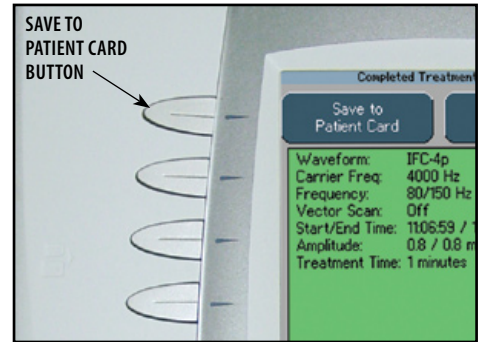 SAVE TO
PATIENT CARD
BUTTON
Completed Treatment
Save to
Patient Card
Waveform: IFC-4p
Carrier Freq: 4000 Hz
Frequency: 80/150 Hz
Vector Scan: Off
Start/End Time: 11:06:59 / 1
Amplitude: 0.8 / 0.8 m
Treatment Time: 1 minutes